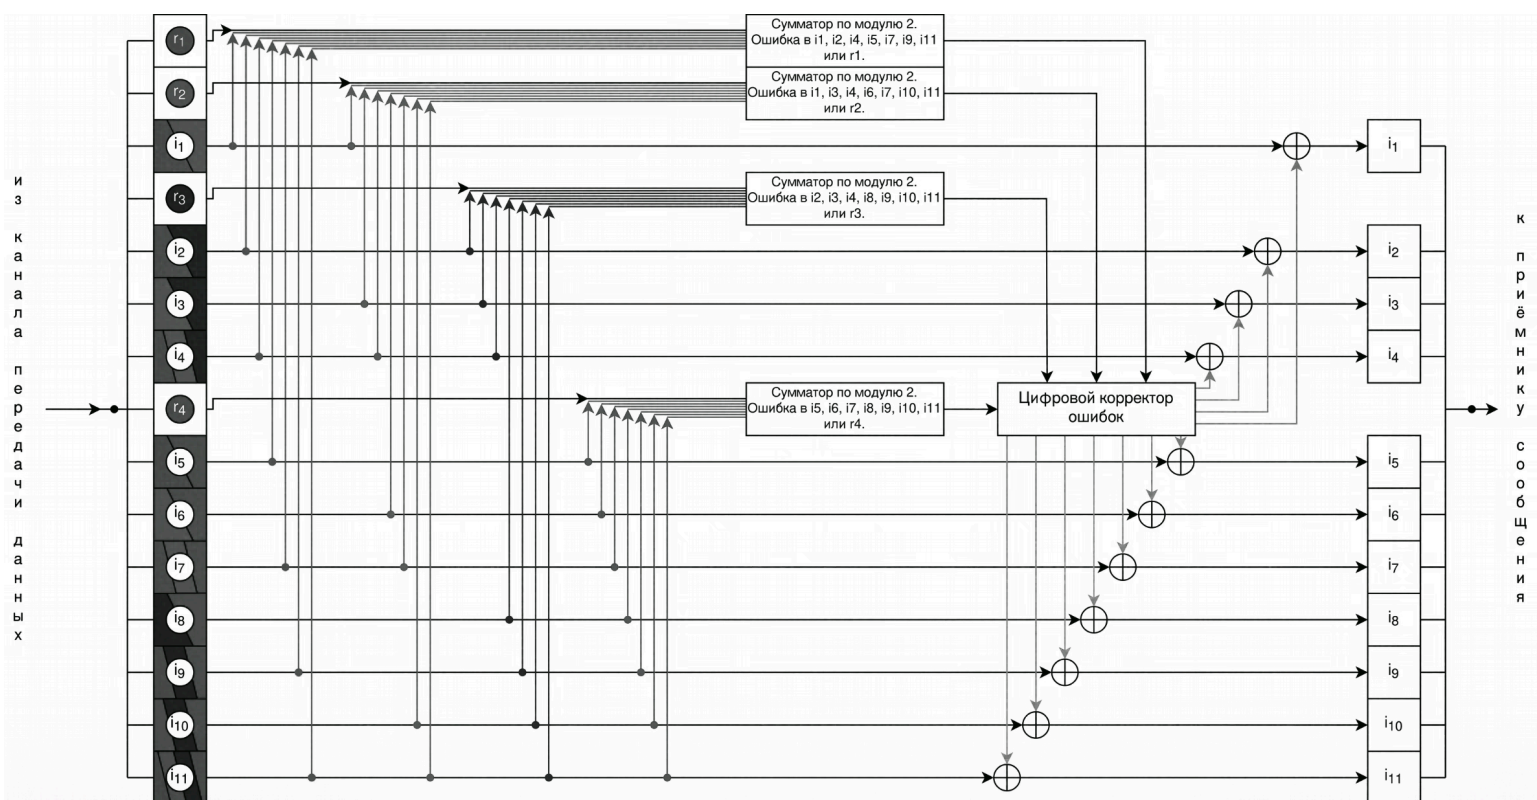 из канала передачи данных
r1
r2
i1
r3
i2
i3
i4
r4
i5
i6
i7
i8
i9
i10
i11
Сумматор по модулю 2.
Ошибка в i1, i2, i4, i5, i7, i9, i11
или r1.
Сумматор по модулю 2.
Ошибка в i1, i3, i4, i6, i7, i10, i11
или r2.
Сумматор по модулю 2.
Ошибка в i2, i3, i4, i8, i9, i10, i11
или r3.
Сумматор по модулю 2.
Ошибка в i5, i6, i7, i8, i9, i10, i11
или r4.
Цифровой корректор
ошибок
i1
i2
i3
i4
i5
i6
i7
i8
i9
i10
i11
к приёмнику сообщения